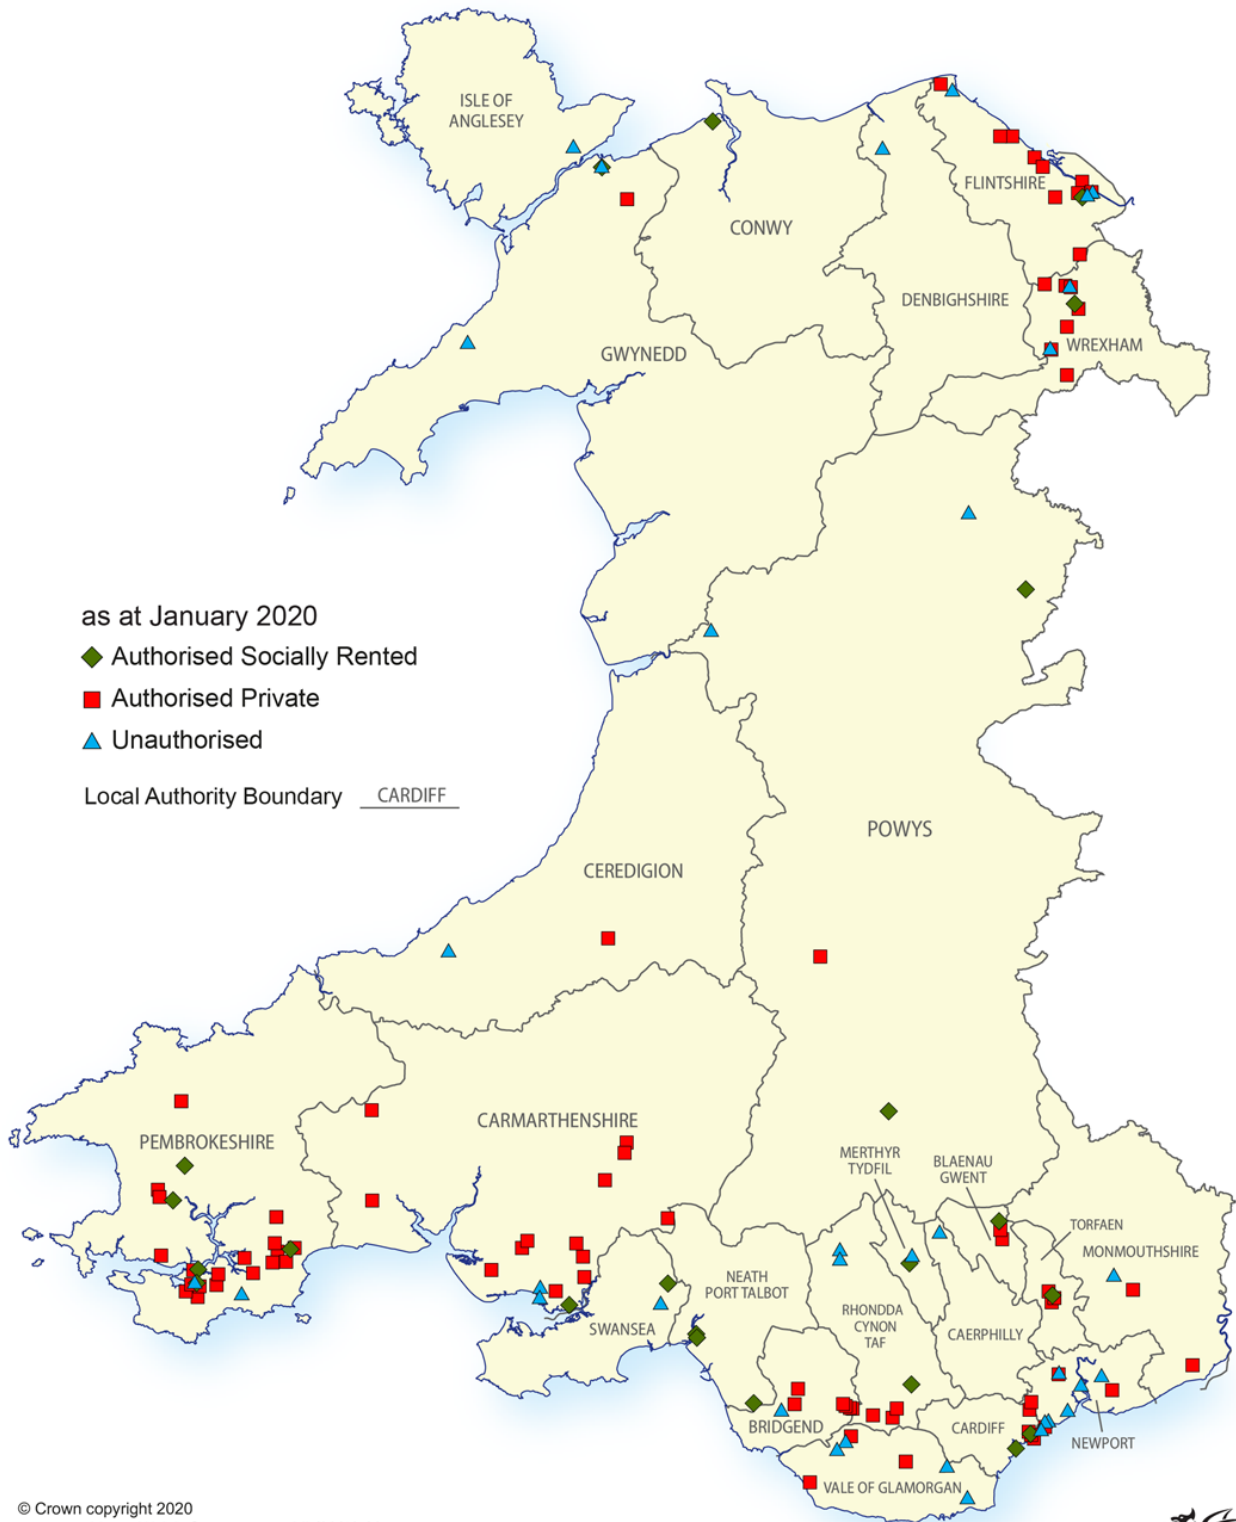 ISLE OF
ANGLESEY
FLINTSHIRE
CONWY
DENBIGHSHIRE
WREXHAM
GWYNEDD
as at January 2020
Authorised Socially Rented
Authorised Private
Unauthorised
Local Authority Boundary CARDIFF
POWYS
CEREDIGION
CARMARTHENSHIRE
PEMBROKESHIRE
MERTHYR
TYDFIL
BLAENAU
GWENT
TORFAEN
MONMOUTHSHIRE
NEATH
PORT TALBOT
RHONDDA
CYNON
TAF
SWANSEA
CAERPHILLY
BRIDGEND
CARDIFF
NEWPORT
VALE OF GLAMORGAN
© Crown copyright 2020